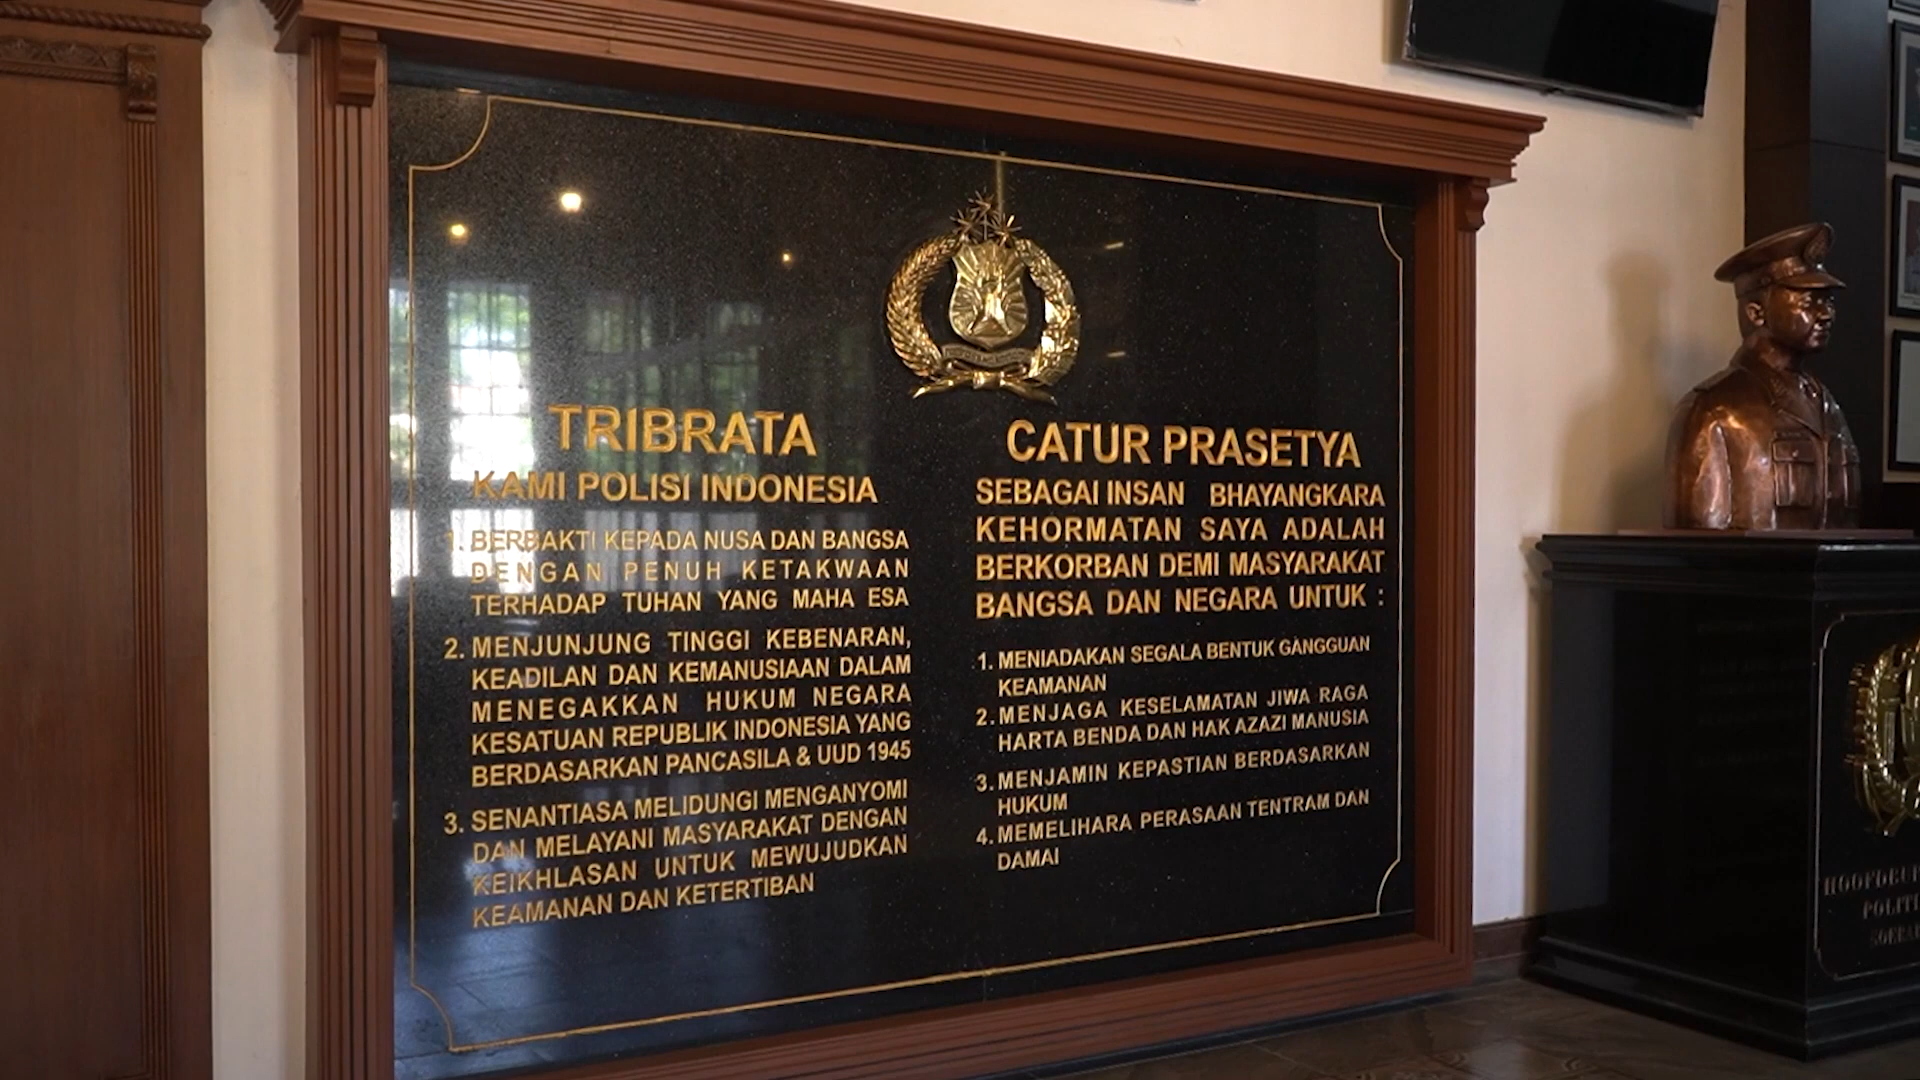 TRIBRATA
KAMI POLISI INDONESIA
1. BERBAKTI KEPADA NUSA DAN BANGSA
DENGAN PENUH KETAKWAAN
TERHADAP TUHAN YANG MAHA ESA
2. MENJUNJUNG TINGGI KEBENARAN,
KEADILAN DAN KEMANUSIAAN DALAM
MENEGAKKAN HUKUM NEGARA
KESATUAN REPUBLIK INDONESIA YANG
BERDASARKAN PANCASILA & UUD 1945
3. SENANTIASA MELIDUNGI MENGANYOMI
DAN MELAYANI MASYARAKAT DENGAN
KEIKHLASAN UNTUK MEWUJUDKAN
KEAMANAN DAN KETERTIBAN
CATUR PRASETYA
SEBAGAI INSAN BHAYANGKARA
KEHORMATAN SAYA ADALAH
BERKORBAN DEMI MASYARAKAT
BANGSA DAN NEGARA UNTUK :
1. MENIADAKAN SEGALA BENTUK GANGGUAN
KEAMANAN
2. MENJAGA KESELAMATAN JIWA RAGA
HARTA BENDA DAN HAK AZAZI MANUSIA
3. MENJAMIN KEPASTIAN BERDASARKAN
HUKUM
4. MEMELIHARA PERASAAN TENTRAM DAN
DAMAI